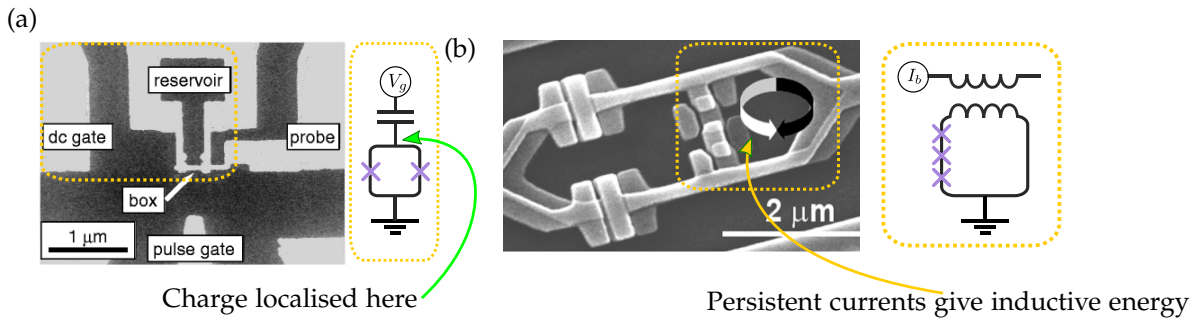 (a)
reservoir
dc gate
probe
box
1 μm
pulse gate
V_g
Charge localised here
(b)
2 μm
I_b
Persistent currents give inductive energy